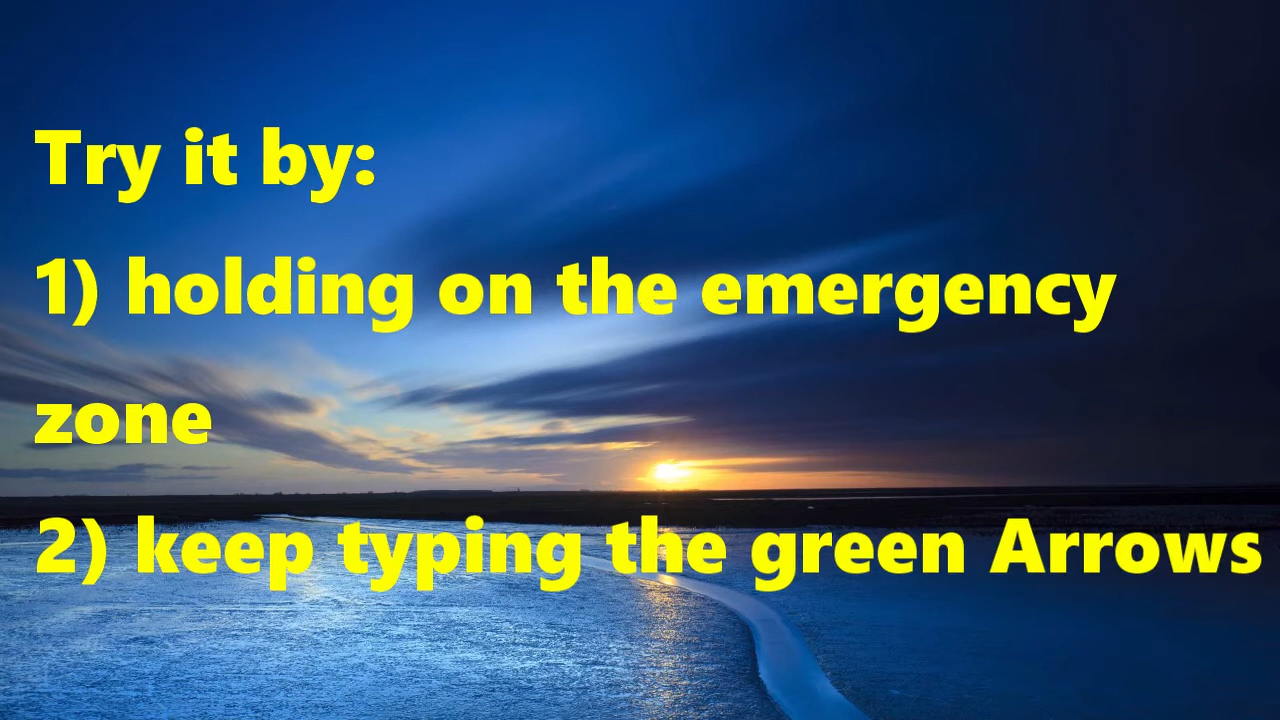 Try it by:
1) holding on the emergency
zone
2) keep typing the green Arrows